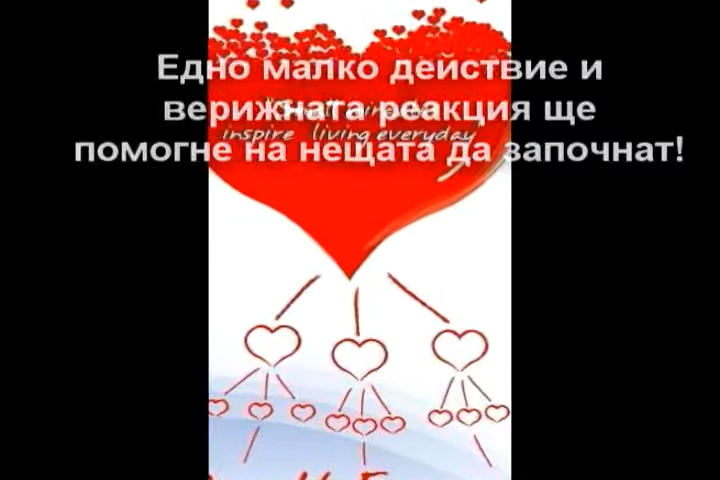 Едно малко действие и
верижната реакция ще
помогне на нещата да започнат!
inspire living everyday"